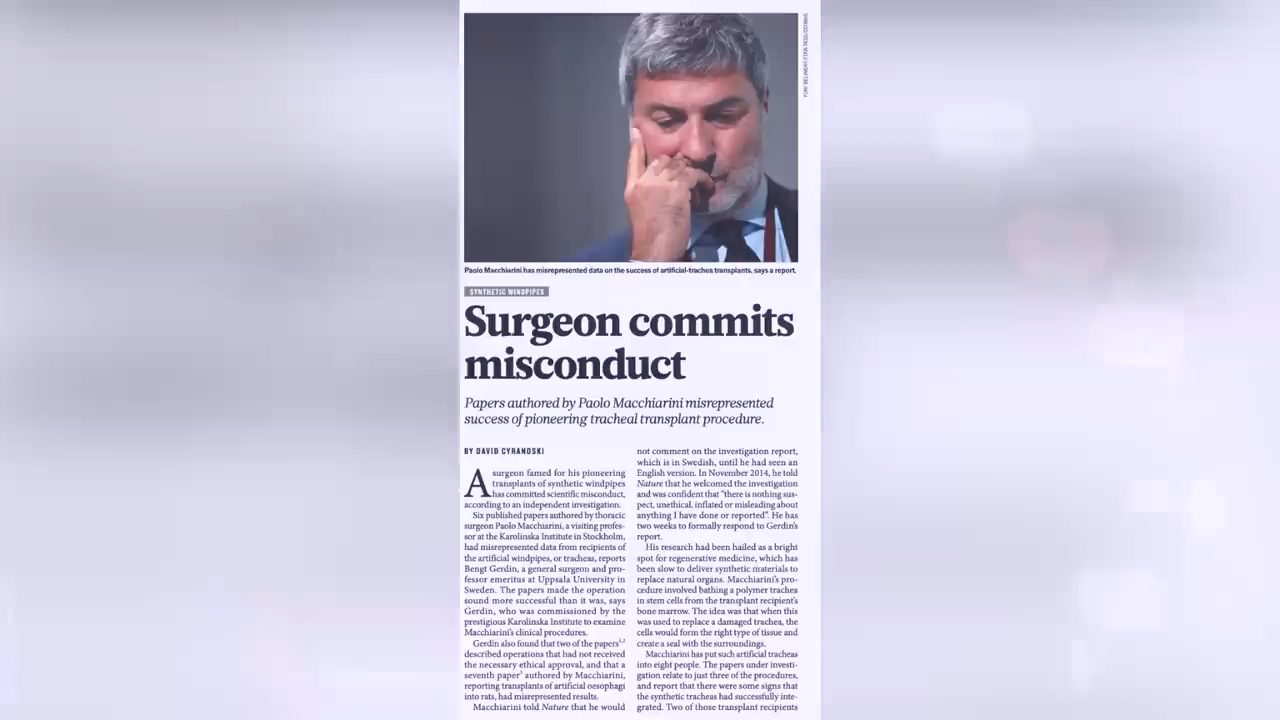 YURI BELINSKY/ZUMA PRESS/CORBIS
Paolo Macchiarini has misrepresented data on the success of artificial-trachea transplants, says a report.
SYNTHETIC WINDPIPES
Surgeon commits
misconduct
Papers authored by Paolo Macchiarini misrepresented
success of pioneering tracheal transplant procedure.
BY DAVID CYRANOSKI
A surgeon famed for his pioneering
transplants of synthetic windpipes
has committed scientific misconduct,
according to an independent investigation.
Six published papers authored by thoracic
surgeon Paolo Macchiarini, a visiting profes-
sor at the Karolinska Institute in Stockholm,
had misrepresented data from recipients of
the artificial windpipes, or tracheas, reports
Bengt Gerdin, a general surgeon and pro-
fessor emeritus at Uppsala University in
Sweden. The papers made the operation
sound more successful than it was, says
Gerdin, who was commissioned by the
prestigious Karolinska Institute to examine
Macchiarini's clinical procedures.
Gerdin also found that two of the papers1,2
described operations that had not received
the necessary ethical approval, and that a
seventh paper3 authored by Macchiarini,
reporting transplants of artificial oesophagi
into rats, had misrepresented results.
Macchiarini told Nature that he would
not comment on the investigation report,
which is in Swedish, until he had seen an
English version. In November 2014, he told
Nature that he welcomed the investigation
and was confident that "there is nothing sus-
pect, unethical, inflated or misleading about
anything I have done or reported". He has
two weeks to formally respond to Gerdin's
report.
His research had been hailed as a bright
spot for regenerative medicine, which has
been slow to deliver synthetic materials to
replace natural organs. Macchiarini's pro-
cedure involved bathing a polymer trachea
in stem cells from the transplant recipient's
bone marrow. The idea was that when this
was used to replace a damaged trachea, the
cells would form the right type of tissue and
create a seal with the surroundings.
Macchiarini has put such artificial tracheas
into eight people. The papers under investi-
gation relate to just three of the procedures,
and report that there were some signs that
the synthetic tracheas had successfully inte-
grated. Two of those transplant recipients